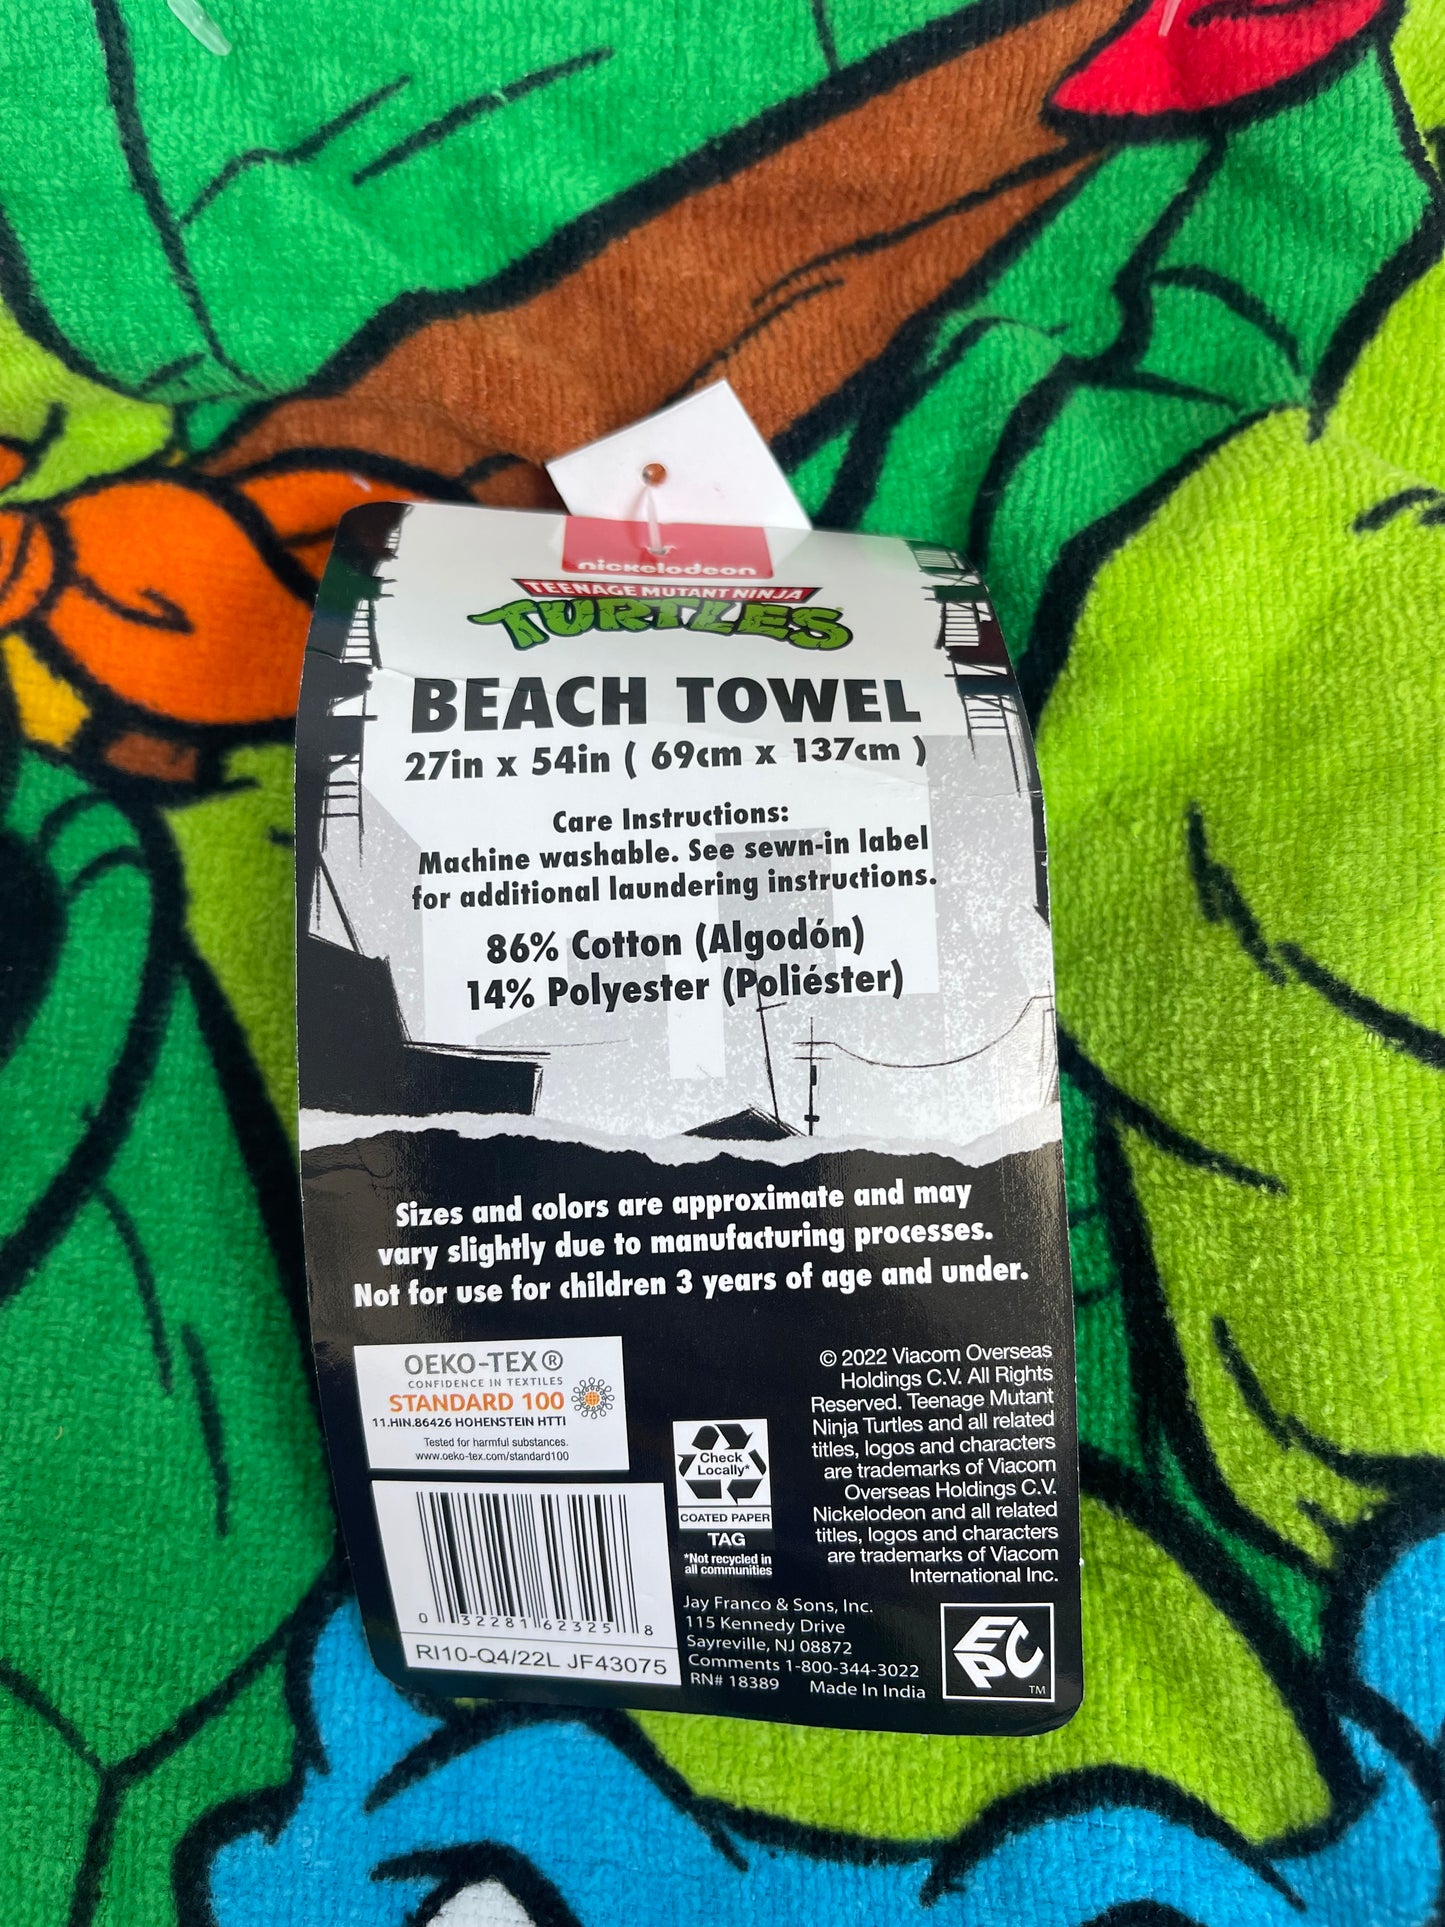 nickelodeon
TEENAGE MUTANT NINJA
TURTLES
BEACH TOWEL
27in x 54in ( 69cm x 137cm )
Care Instructions:
Machine washable. See sewn-in label
for additional laundering instructions.
86% Cotton (Algodón)
14% Polyester (Poliéster)
Sizes and colors are approximate and may
vary slightly due to manufacturing processes.
Not for use for children 3 years of age and under.
OEKO-TEX®
CONFIDENCE IN TEXTILES
STANDARD 100
11.HIN.86426 HOHENSTEIN HTTI
Tested for harmful substances.
www.oeko-tex.com/standard100
0 32281 62325 8
RI10-Q4/22L JF43075
Check
Locally*
COATED PAPER
TAG
*Not recycled in
all communities
© 2022 Viacom Overseas
Holdings C.V. All Rights
Reserved. Teenage Mutant
Ninja Turtles and all related
titles, logos and characters
are trademarks of Viacom
Overseas Holdings C.V.
Nickelodeon and all related
titles, logos and characters
are trademarks of Viacom
International Inc.
Jay Franco & Sons, Inc.
115 Kennedy Drive
Sayreville, NJ 08872
Comments 1-800-344-3022
RN# 18389 Made In India
EPC
TM